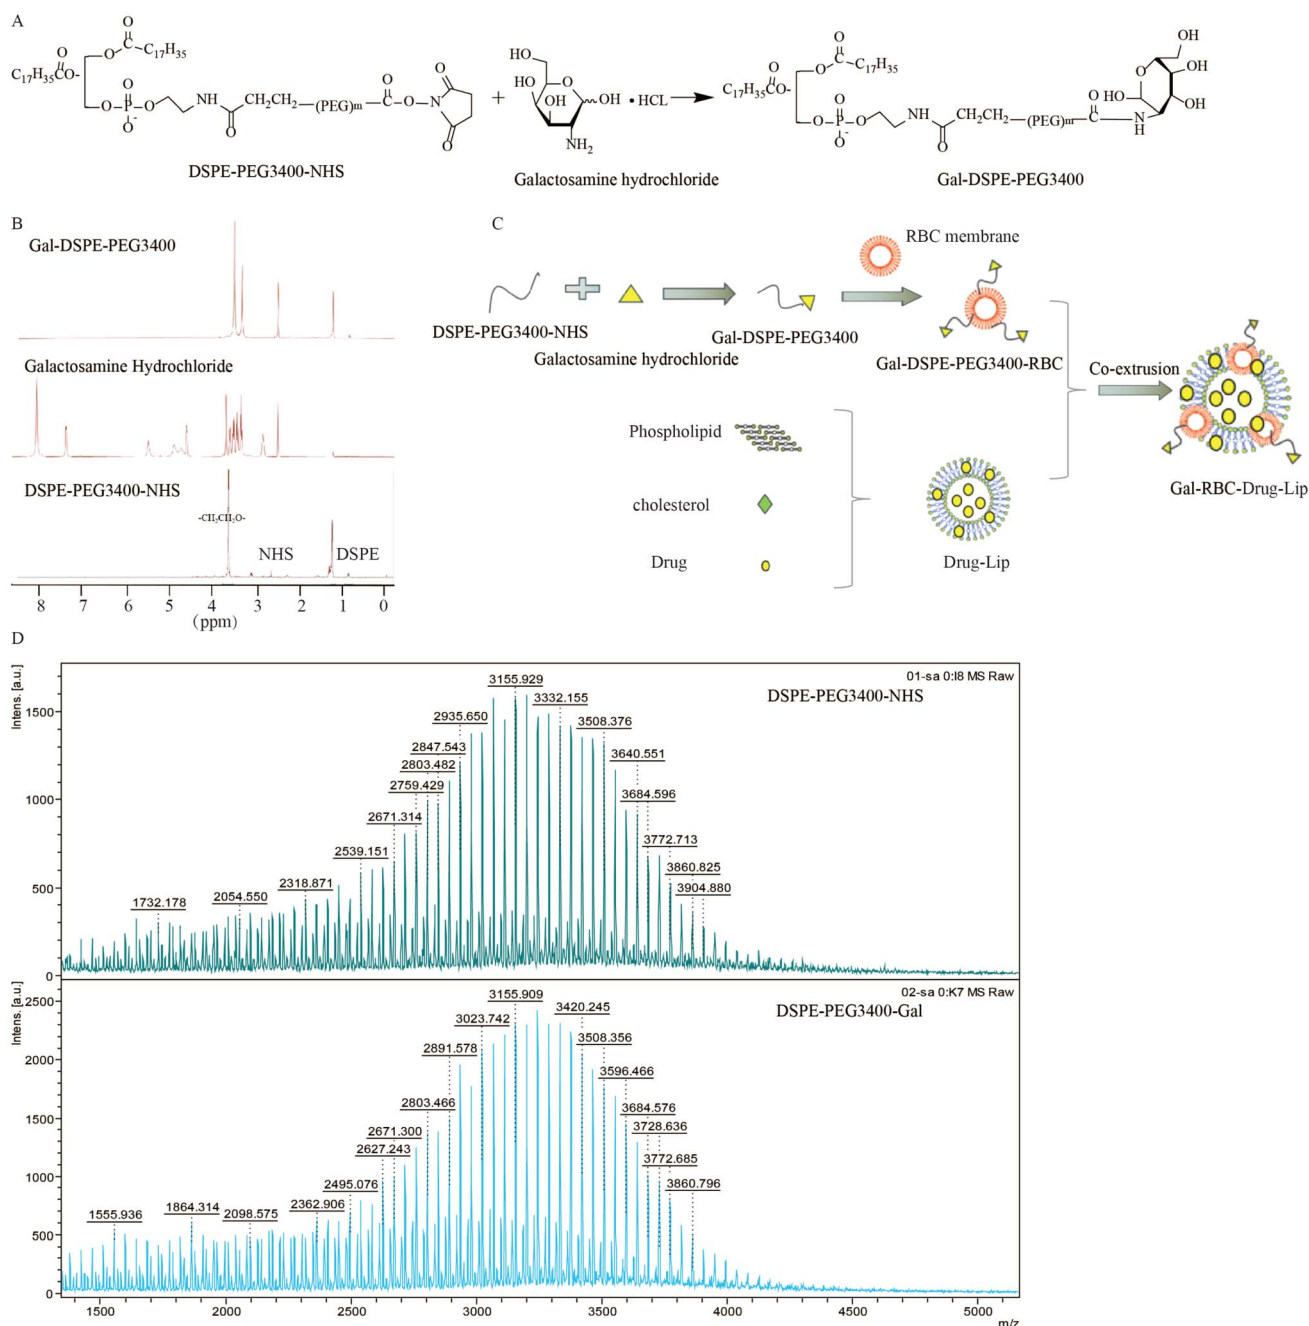 A
O
O
C
C₁₇H₃₅
O
C₁₇H₃₅CO-
O
O
P
O
O-
NH
O
CH₂CH₂
(PEG)m
O
C
O
N
O
O
DSPE-PEG3400-NHS
+
HO
HO
O
OH
OH
NH₂
• HCL
Galactosamine hydrochloride
O
O
C₁₇H₃₅
O
C₁₇H₃₅CO-
O
P
O
O-
NH
O
CH₂CH₂
(PEG)m
O
C
N
H
HO
O
OH
OH
OH
Gal-DSPE-PEG3400
B
Gal-DSPE-PEG3400
Galactosamine Hydrochloride
DSPE-PEG3400-NHS
-CH₂CH₂O-
NHS
DSPE
8 7 6 5 4 3 2 1 0
(ppm)
C
RBC membrane
DSPE-PEG3400-NHS
Galactosamine hydrochloride
Gal-DSPE-PEG3400
Gal-DSPE-PEG3400-RBC
Co-extrusion
Phospholipid
cholesterol
Drug
Drug-Lip
Gal-RBC-Drug-Lip
D
Intens. [a.u.]
01-sa 0:I8 MS Raw
DSPE-PEG3400-NHS
1500
1000
500
0
1732.178
2054.550
2318.871
2539.151
2671.314
2759.429
2803.482
2847.543
2935.650
3155.929
3332.155
3508.376
3640.551
3684.596
3772.713
3860.825
3904.880
Intens. [a.u.]
02-sa 0:K7 MS Raw
DSPE-PEG3400-Gal
2500
2000
1500
1000
500
0
1555.936
1864.314
2098.575
2362.906
2495.076
2627.243
2671.300
2803.466
2891.578
3023.742
3155.909
3420.245
3508.356
3596.466
3684.576
3728.636
3772.685
3860.796
1500 2000 2500 3000 3500 4000 4500 5000
m/z